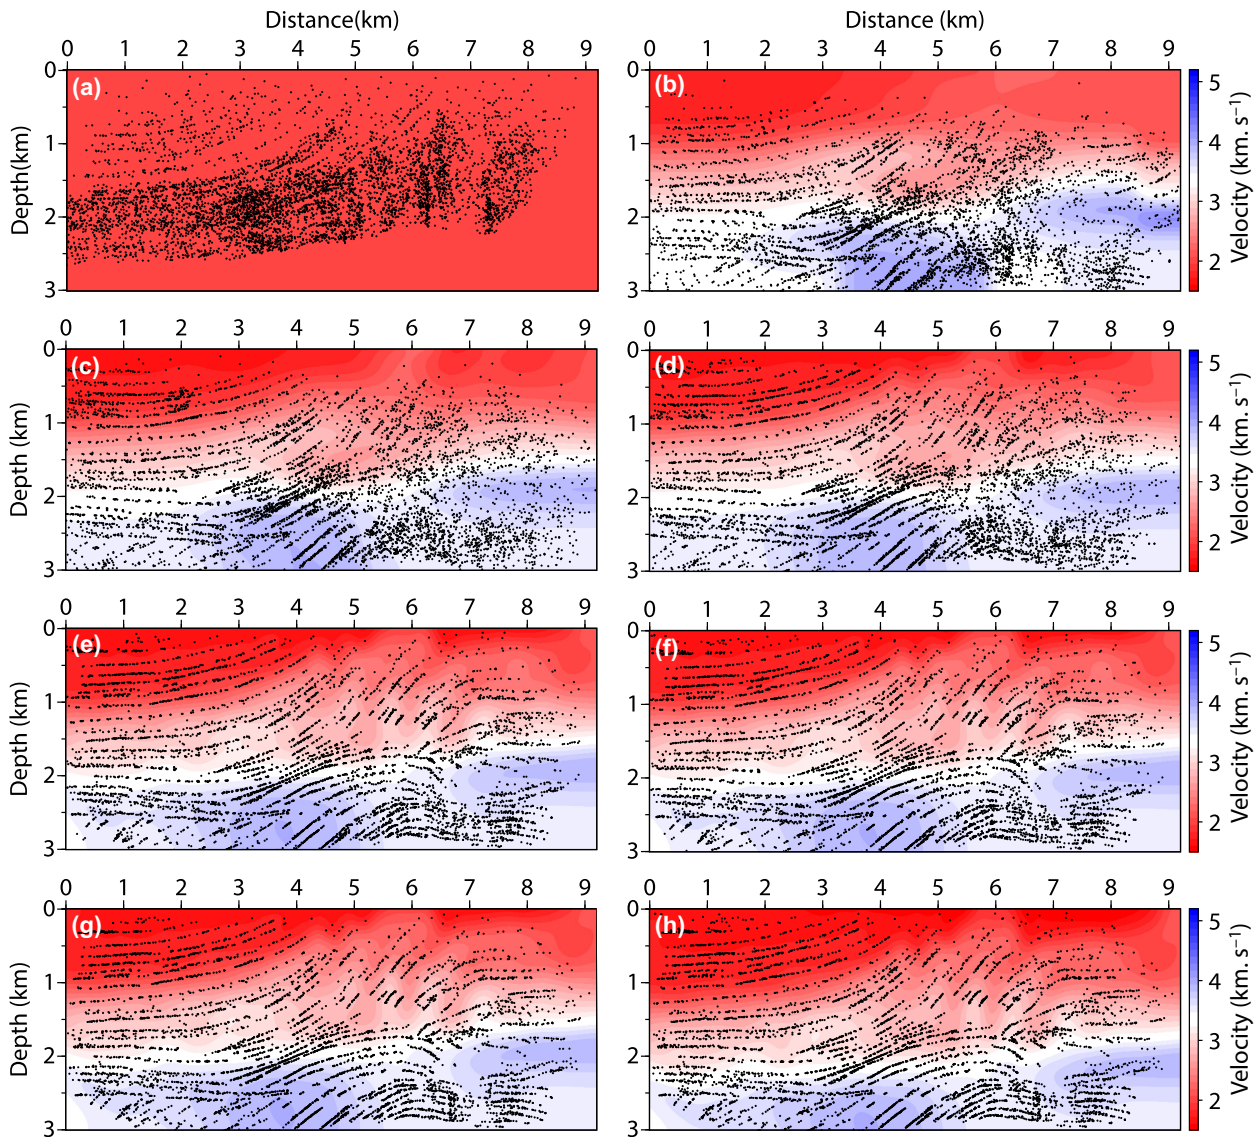 Distance(km) Distance (km)
0 1 2 3 4 5 6 7 8 9 0 1 2 3 4 5 6 7 8 9
(a) (b)
0 1 2 3 Depth(km) 0 1 2 3 5 4 3 2 Velocity (km. s−1)
0 1 2 3 4 5 6 7 8 9 0 1 2 3 4 5 6 7 8 9
(c) (d)
0 1 2 3 Depth (km) 0 1 2 3 5 4 3 2 Velocity (km. s−1)
0 1 2 3 4 5 6 7 8 9 0 1 2 3 4 5 6 7 8 9
(e) (f)
0 1 2 3 Depth (km) 0 1 2 3 5 4 3 2 Velocity (km. s−1)
0 1 2 3 4 5 6 7 8 9 0 1 2 3 4 5 6 7 8 9
(g) (h)
0 1 2 3 Depth (km) 0 1 2 3 5 4 3 2 Velocity (km. s−1)